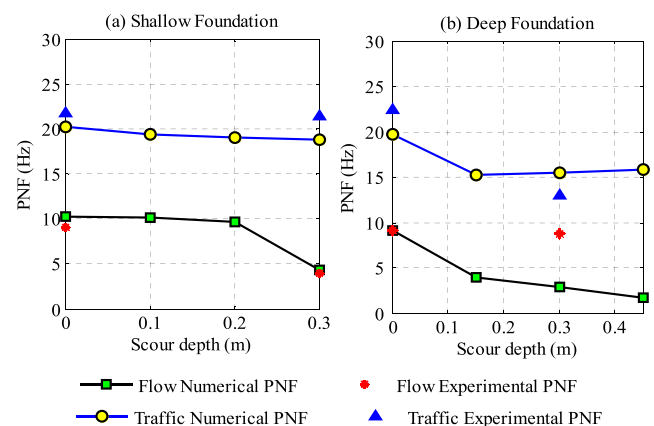 (a) Shallow Foundation
(b) Deep Foundation
30
25
20
15
10
5
0
PNF (Hz)
0 0.1 0.2 0.3
Scour depth (m)
30
25
20
15
10
5
0
PNF (Hz)
0 0.1 0.2 0.3 0.4
Scour depth (m)
Flow Numerical PNF
Flow Experimental PNF
Traffic Numerical PNF
Traffic Experimental PNF